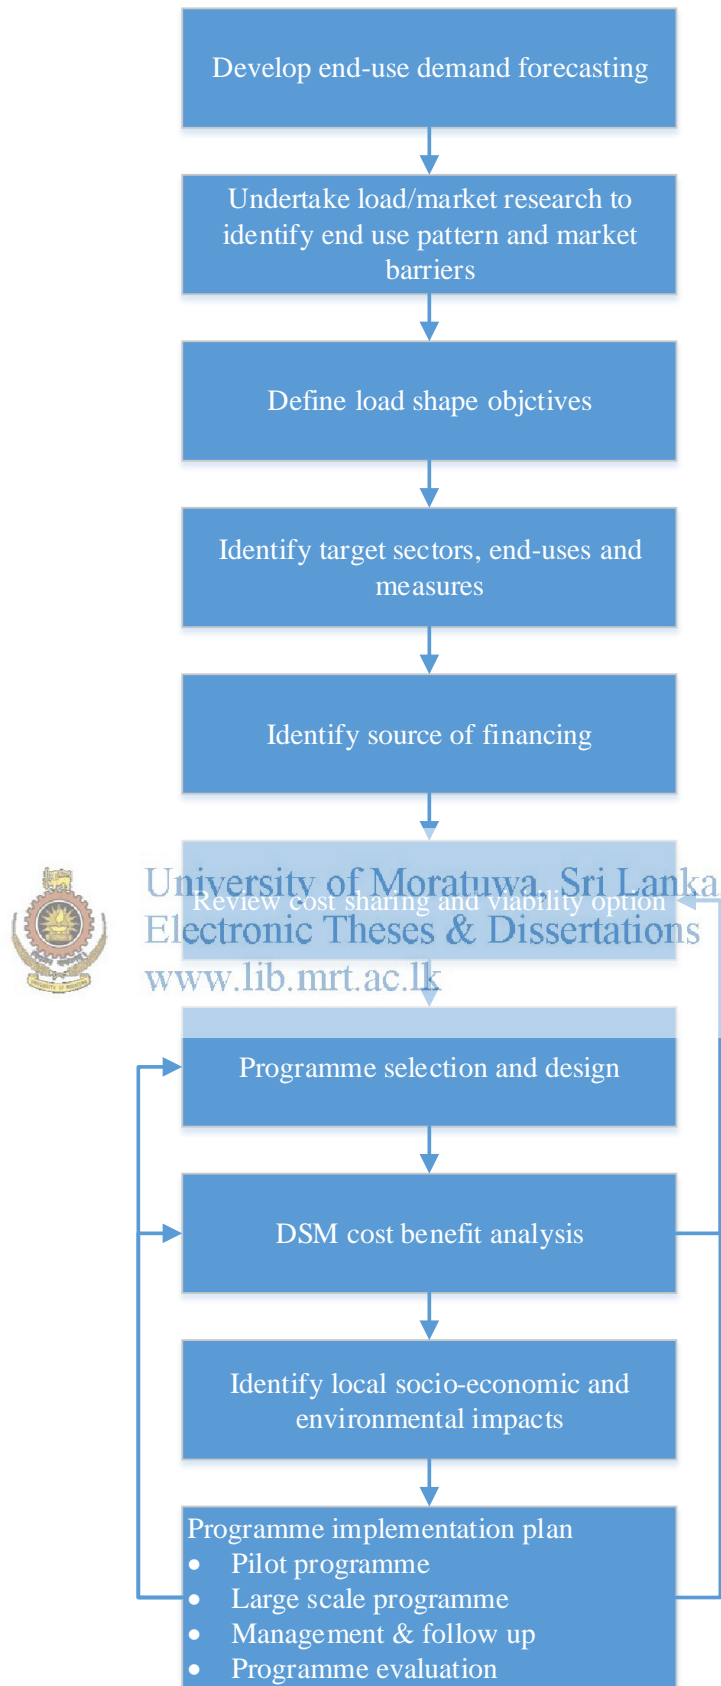 Develop end-use demand forecasting
Undertake load/market research to
identify end use pattern and market
barriers
Define load shape objctives
Identify target sectors, end-uses and
measures
Identify source of financing
University of Moratuwa, Sri Lanka.
Review cost sharing and viability option
Electronic Theses & Dissertations
www.lib.mrt.ac.lk
Programme selection and design
DSM cost benefit analysis
Identify local socio-economic and
environmental impacts
Programme implementation plan
• Pilot programme
• Large scale programme
• Management & follow up
• Programme evaluation